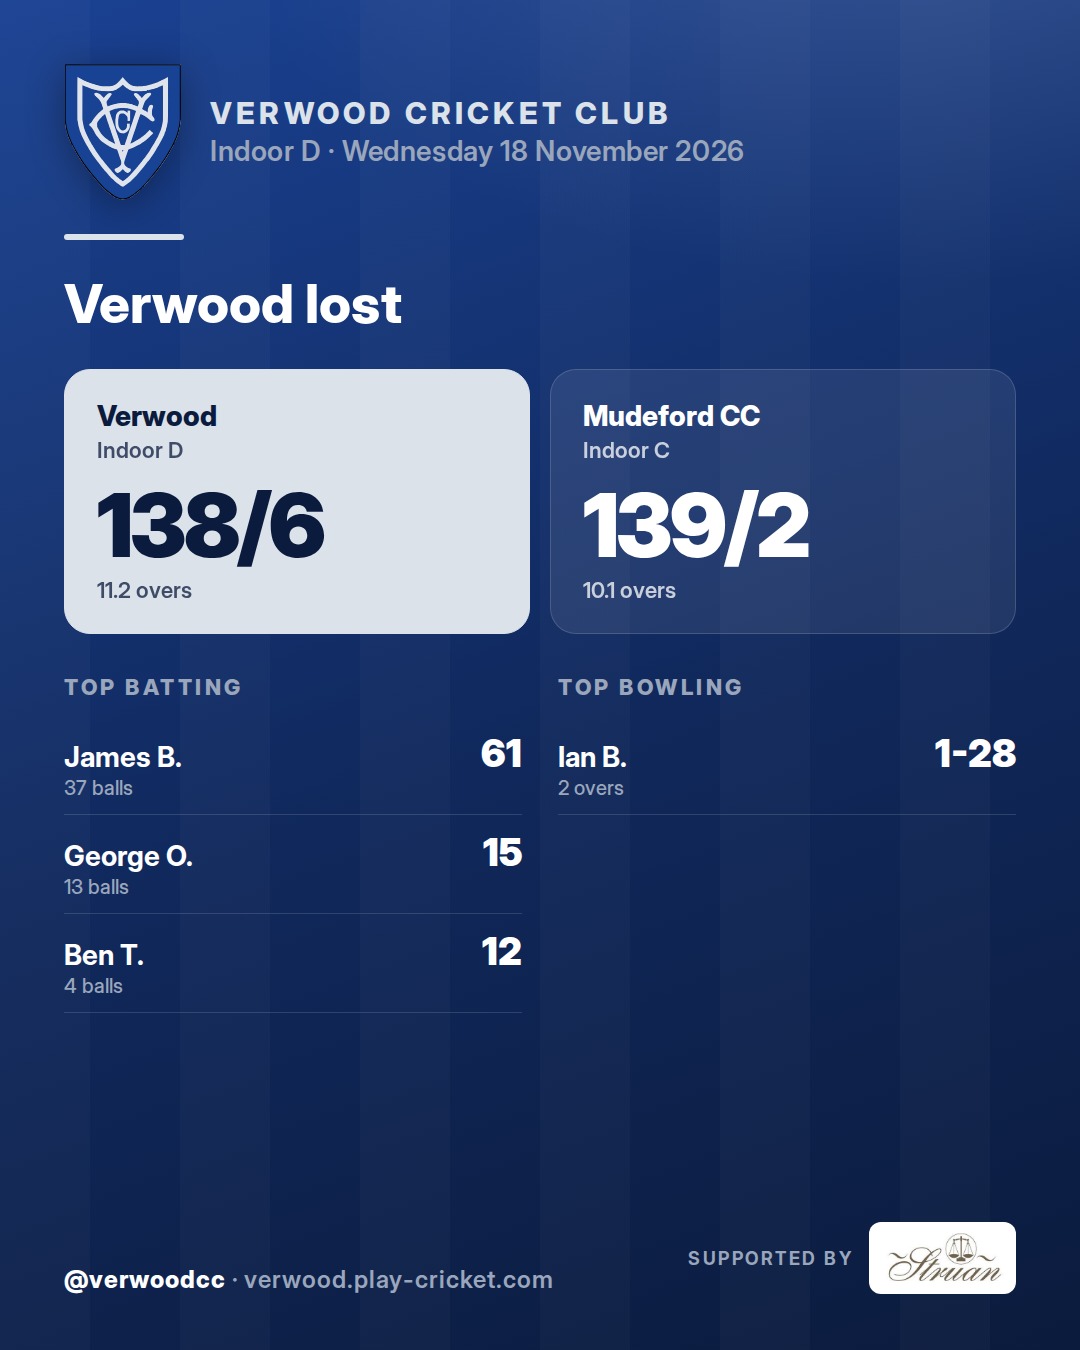 VERWOOD CRICKET CLUB
Indoor D · Wednesday 18 November 2026
Verwood lost
Verwood
Indoor D
138/6
11.2 overs
Mudeford CC
Indoor C
139/2
10.1 overs
TOP BATTING
James B. 61
37 balls
George O. 15
13 balls
Ben T. 12
4 balls
TOP BOWLING
Ian B. 1-28
2 overs
@verwoodcc · verwood.play-cricket.com
SUPPORTED BY
Struan